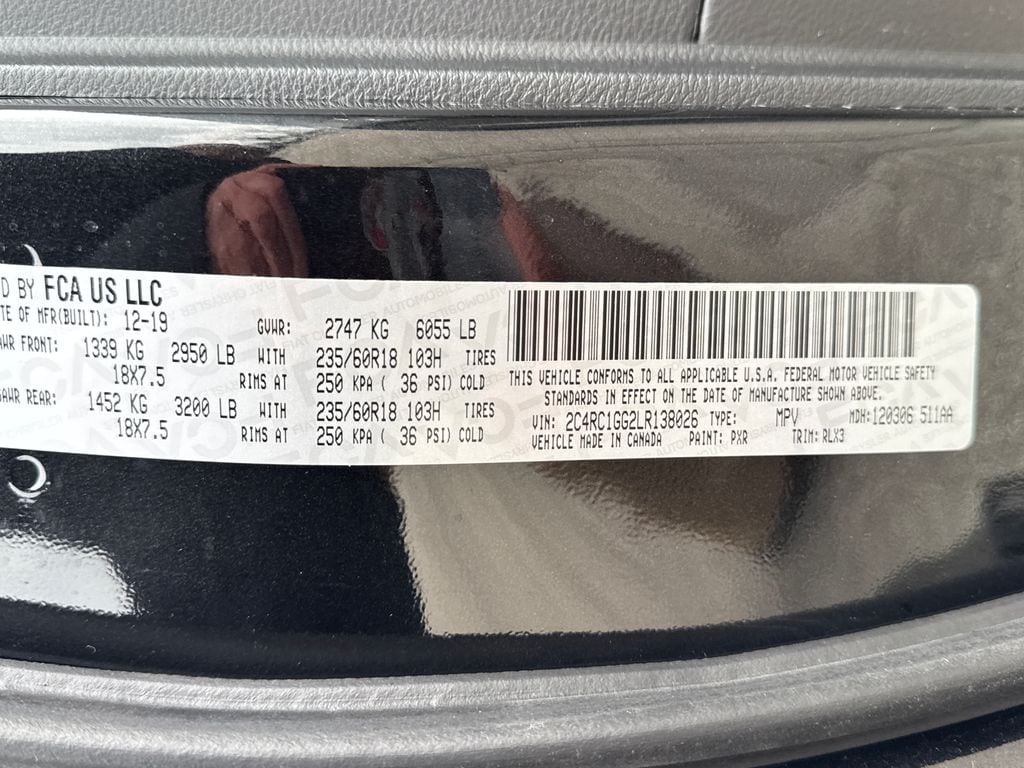 D BY FCA US LLC
TE OF MFR(BUILT): 12-19 GVWR: 2747 KG 6055 LB
AWR FRONT: 1339 KG 2950 LB WITH 235/60R18 103H TIRES
18X7.5 RIMS AT 250 KPA ( 36 PSI) COLD
GAWR REAR: 1452 KG 3200 LB WITH 235/60R18 103H TIRES
18X7.5 RIMS AT 250 KPA ( 36 PSI) COLD
THIS VEHICLE CONFORMS TO ALL APPLICABLE U.S.A. FEDERAL MOTOR VEHICLE SAFETY
STANDARDS IN EFFECT ON THE DATE OF MANUFACTURE SHOWN ABOVE.
VIN: 2C4RC1GG2LR138026 TYPE: MPV MDH: 120306 511AA
VEHICLE MADE IN CANADA PAINT: PXR TRIM: RLX3